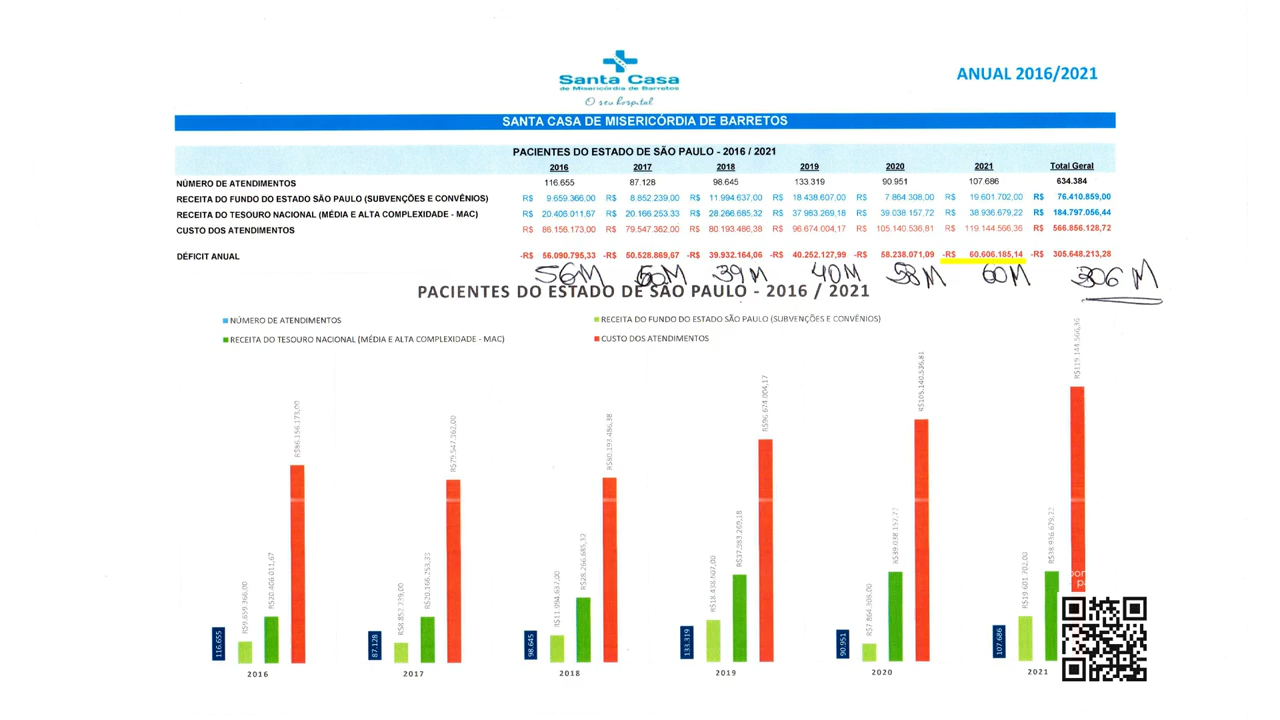 Santa Casa
de Misericórdia de Barretos
O seu hospital
ANUAL 2016/2021
SANTA CASA DE MISERICÓRDIA DE BARRETOS
PACIENTES DO ESTADO DE SÃO PAULO - 2016 / 2021
2016 2017 2018 2019 2020 2021 Total Geral
NÚMERO DE ATENDIMENTOS 116.655 87.128 98.645 133.319 90.951 107.686 634.384
RECEITA DO FUNDO DO ESTADO SÃO PAULO (SUBVENÇÕES E CONVÊNIOS) R$ 9.659.366,00 R$ 8.852.239,00 R$ 11.994.637,00 R$ 18.438.607,00 R$ 7.864.308,00 R$ 19.601.702,00 R$ 76.410.859,00
RECEITA DO TESOURO NACIONAL (MÉDIA E ALTA COMPLEXIDADE - MAC) R$ 20.406.011,67 R$ 20.166.253,33 R$ 28.266.685,32 R$ 37.983.269,18 R$ 39.038.157,72 R$ 38.936.679,22 R$ 184.797.056,44
CUSTO DOS ATENDIMENTOS R$ 86.156.173,00 R$ 79.547.362,00 R$ 80.193.486,38 R$ 96.674.004,17 R$ 105.140.536,81 R$ 119.144.566,36 R$ 566.856.128,72
DÉFICIT ANUAL -R$ 56.090.795,33 -R$ 50.528.869,67 -R$ 39.932.164,06 -R$ 40.252.127,99 -R$ 58.238.071,09 -R$ 60.606.185,14 -R$ 305.648.213,28
56M 50M 39M 40M 58M 60M 306M
PACIENTES DO ESTADO DE SÃO PAULO - 2016 / 2021
NÚMERO DE ATENDIMENTOS
RECEITA DO FUNDO DO ESTADO SÃO PAULO (SUBVENÇÕES E CONVÊNIOS)
RECEITA DO TESOURO NACIONAL (MÉDIA E ALTA COMPLEXIDADE - MAC)
CUSTO DOS ATENDIMENTOS
116.655
R$9.659.366,00
R$20.406.011,67
R$86.156.173,00
87.128
R$8.852.239,00
R$20.166.253,33
R$79.547.362,00
98.645
R$11.994.637,00
R$28.266.685,32
R$80.193.486,38
133.319
R$18.438.607,00
R$37.983.269,18
R$96.674.004,17
90.951
R$7.864.308,00
R$39.038.157,72
R$105.140.536,81
107.686
R$19.601.702,00
R$38.936.679,22
R$119.144.566,36
2016
2017
2018
2019
2020
2021